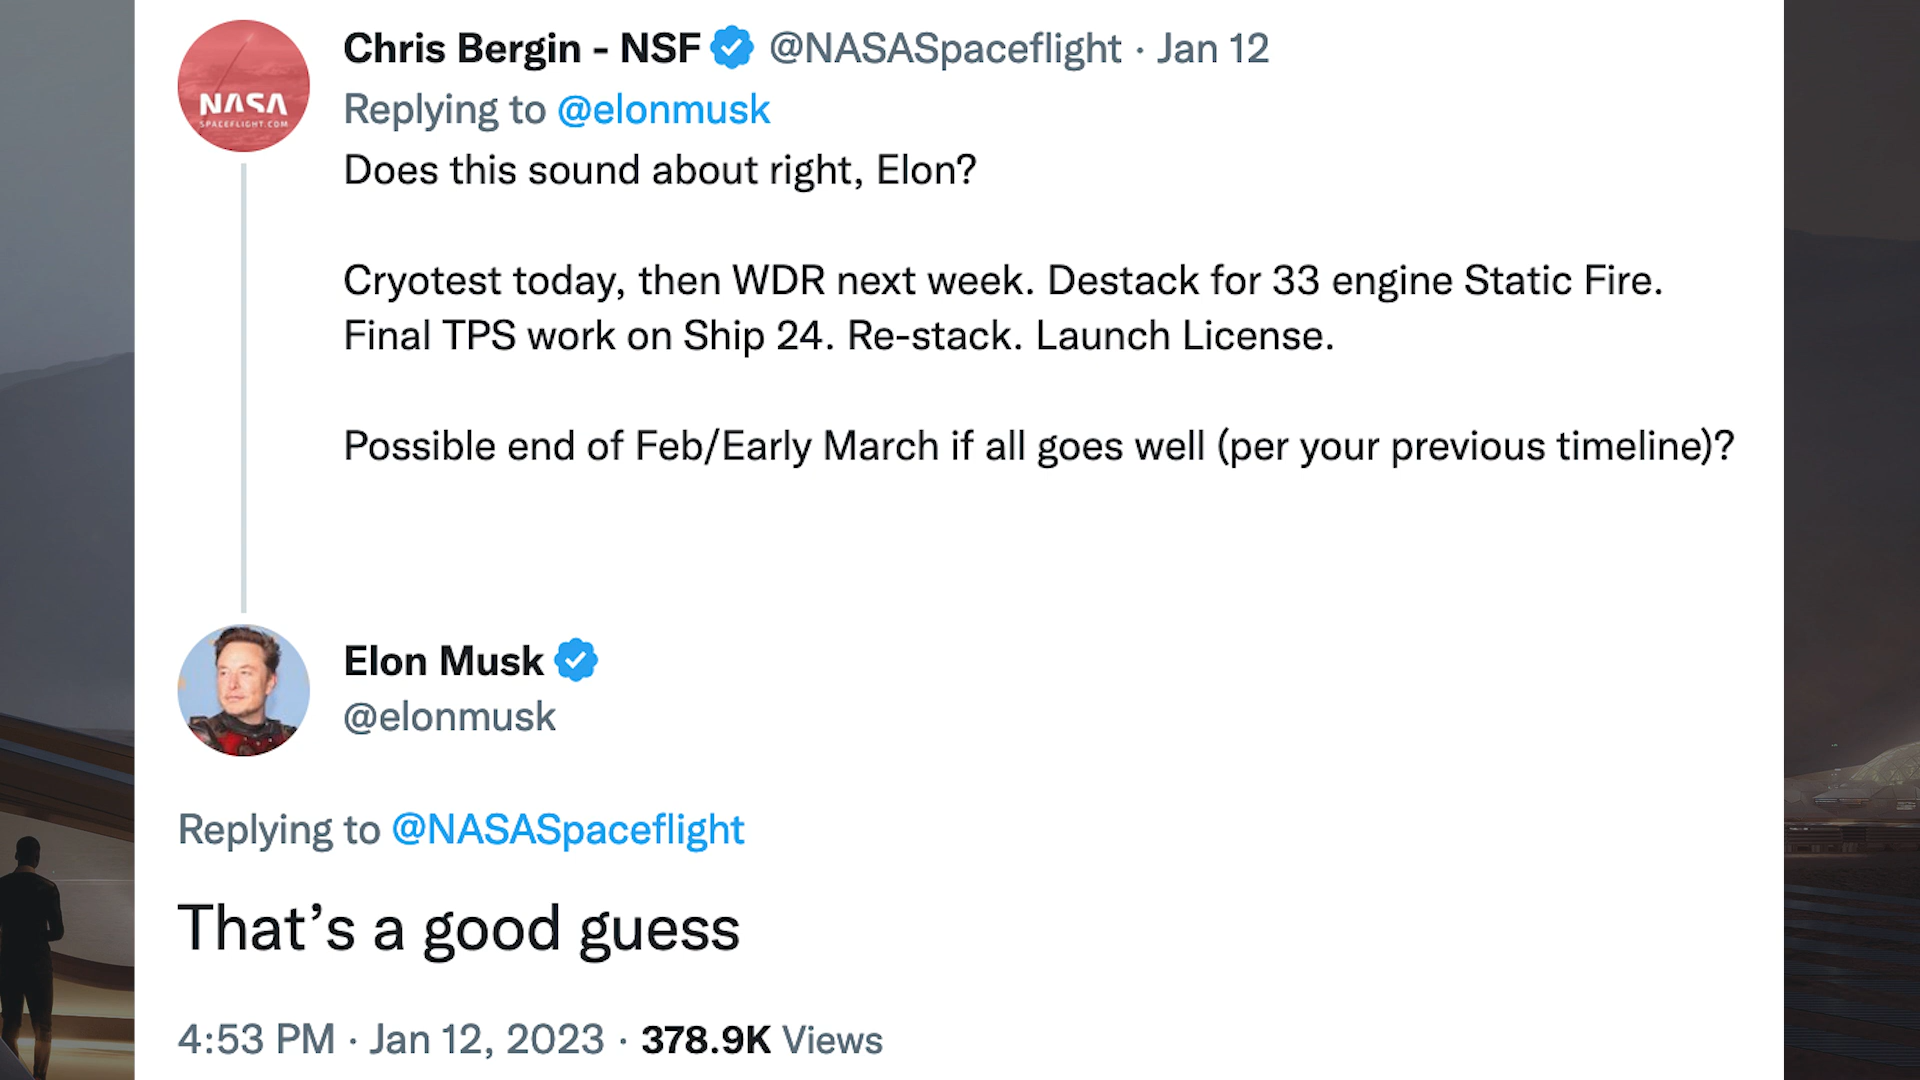 Chris Bergin - NSF @NASASpaceflight · Jan 12
Replying to @elonmusk
Does this sound about right, Elon?
Cryotest today, then WDR next week. Destack for 33 engine Static Fire.
Final TPS work on Ship 24. Re-stack. Launch License.
Possible end of Feb/Early March if all goes well (per your previous timeline)?
NASA
SPACEFLIGHT.COM
Elon Musk
@elonmusk
Replying to @NASASpaceflight
That’s a good guess
4:53 PM · Jan 12, 2023 · 378.9K Views